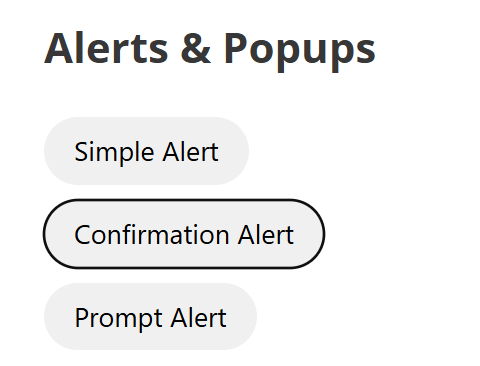 Alerts & Popups
Simple Alert
Confirmation Alert
Prompt Alert